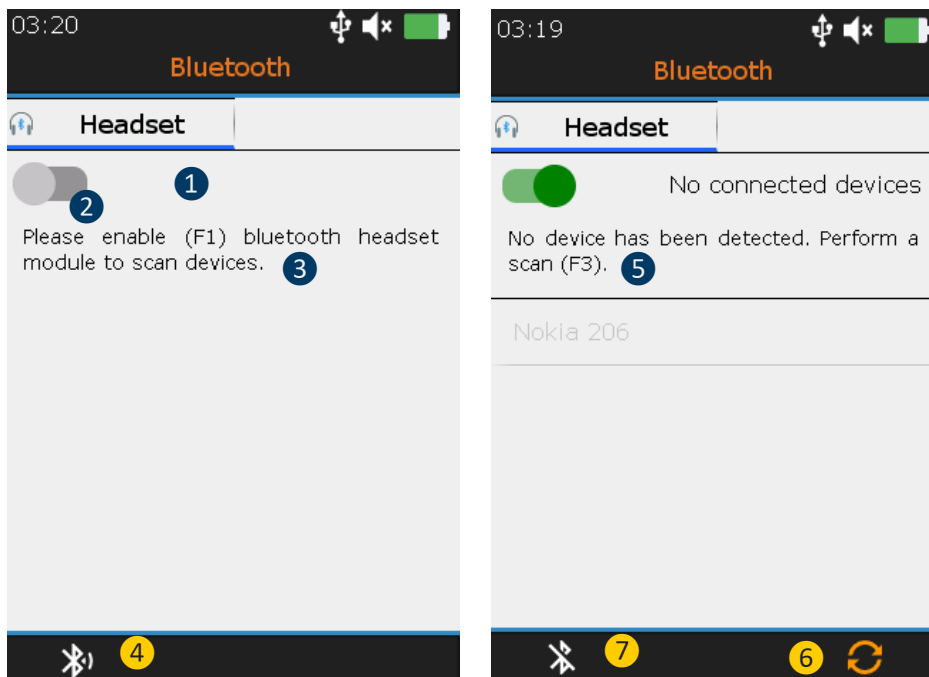 03:20
Bluetooth
Headset
1
2
Please enable (F1) bluetooth headset
module to scan devices.
3
4
03:19
Bluetooth
Headset
No connected devices
No device has been detected. Perform a
scan (F3).
5
Nokia 206
7
6